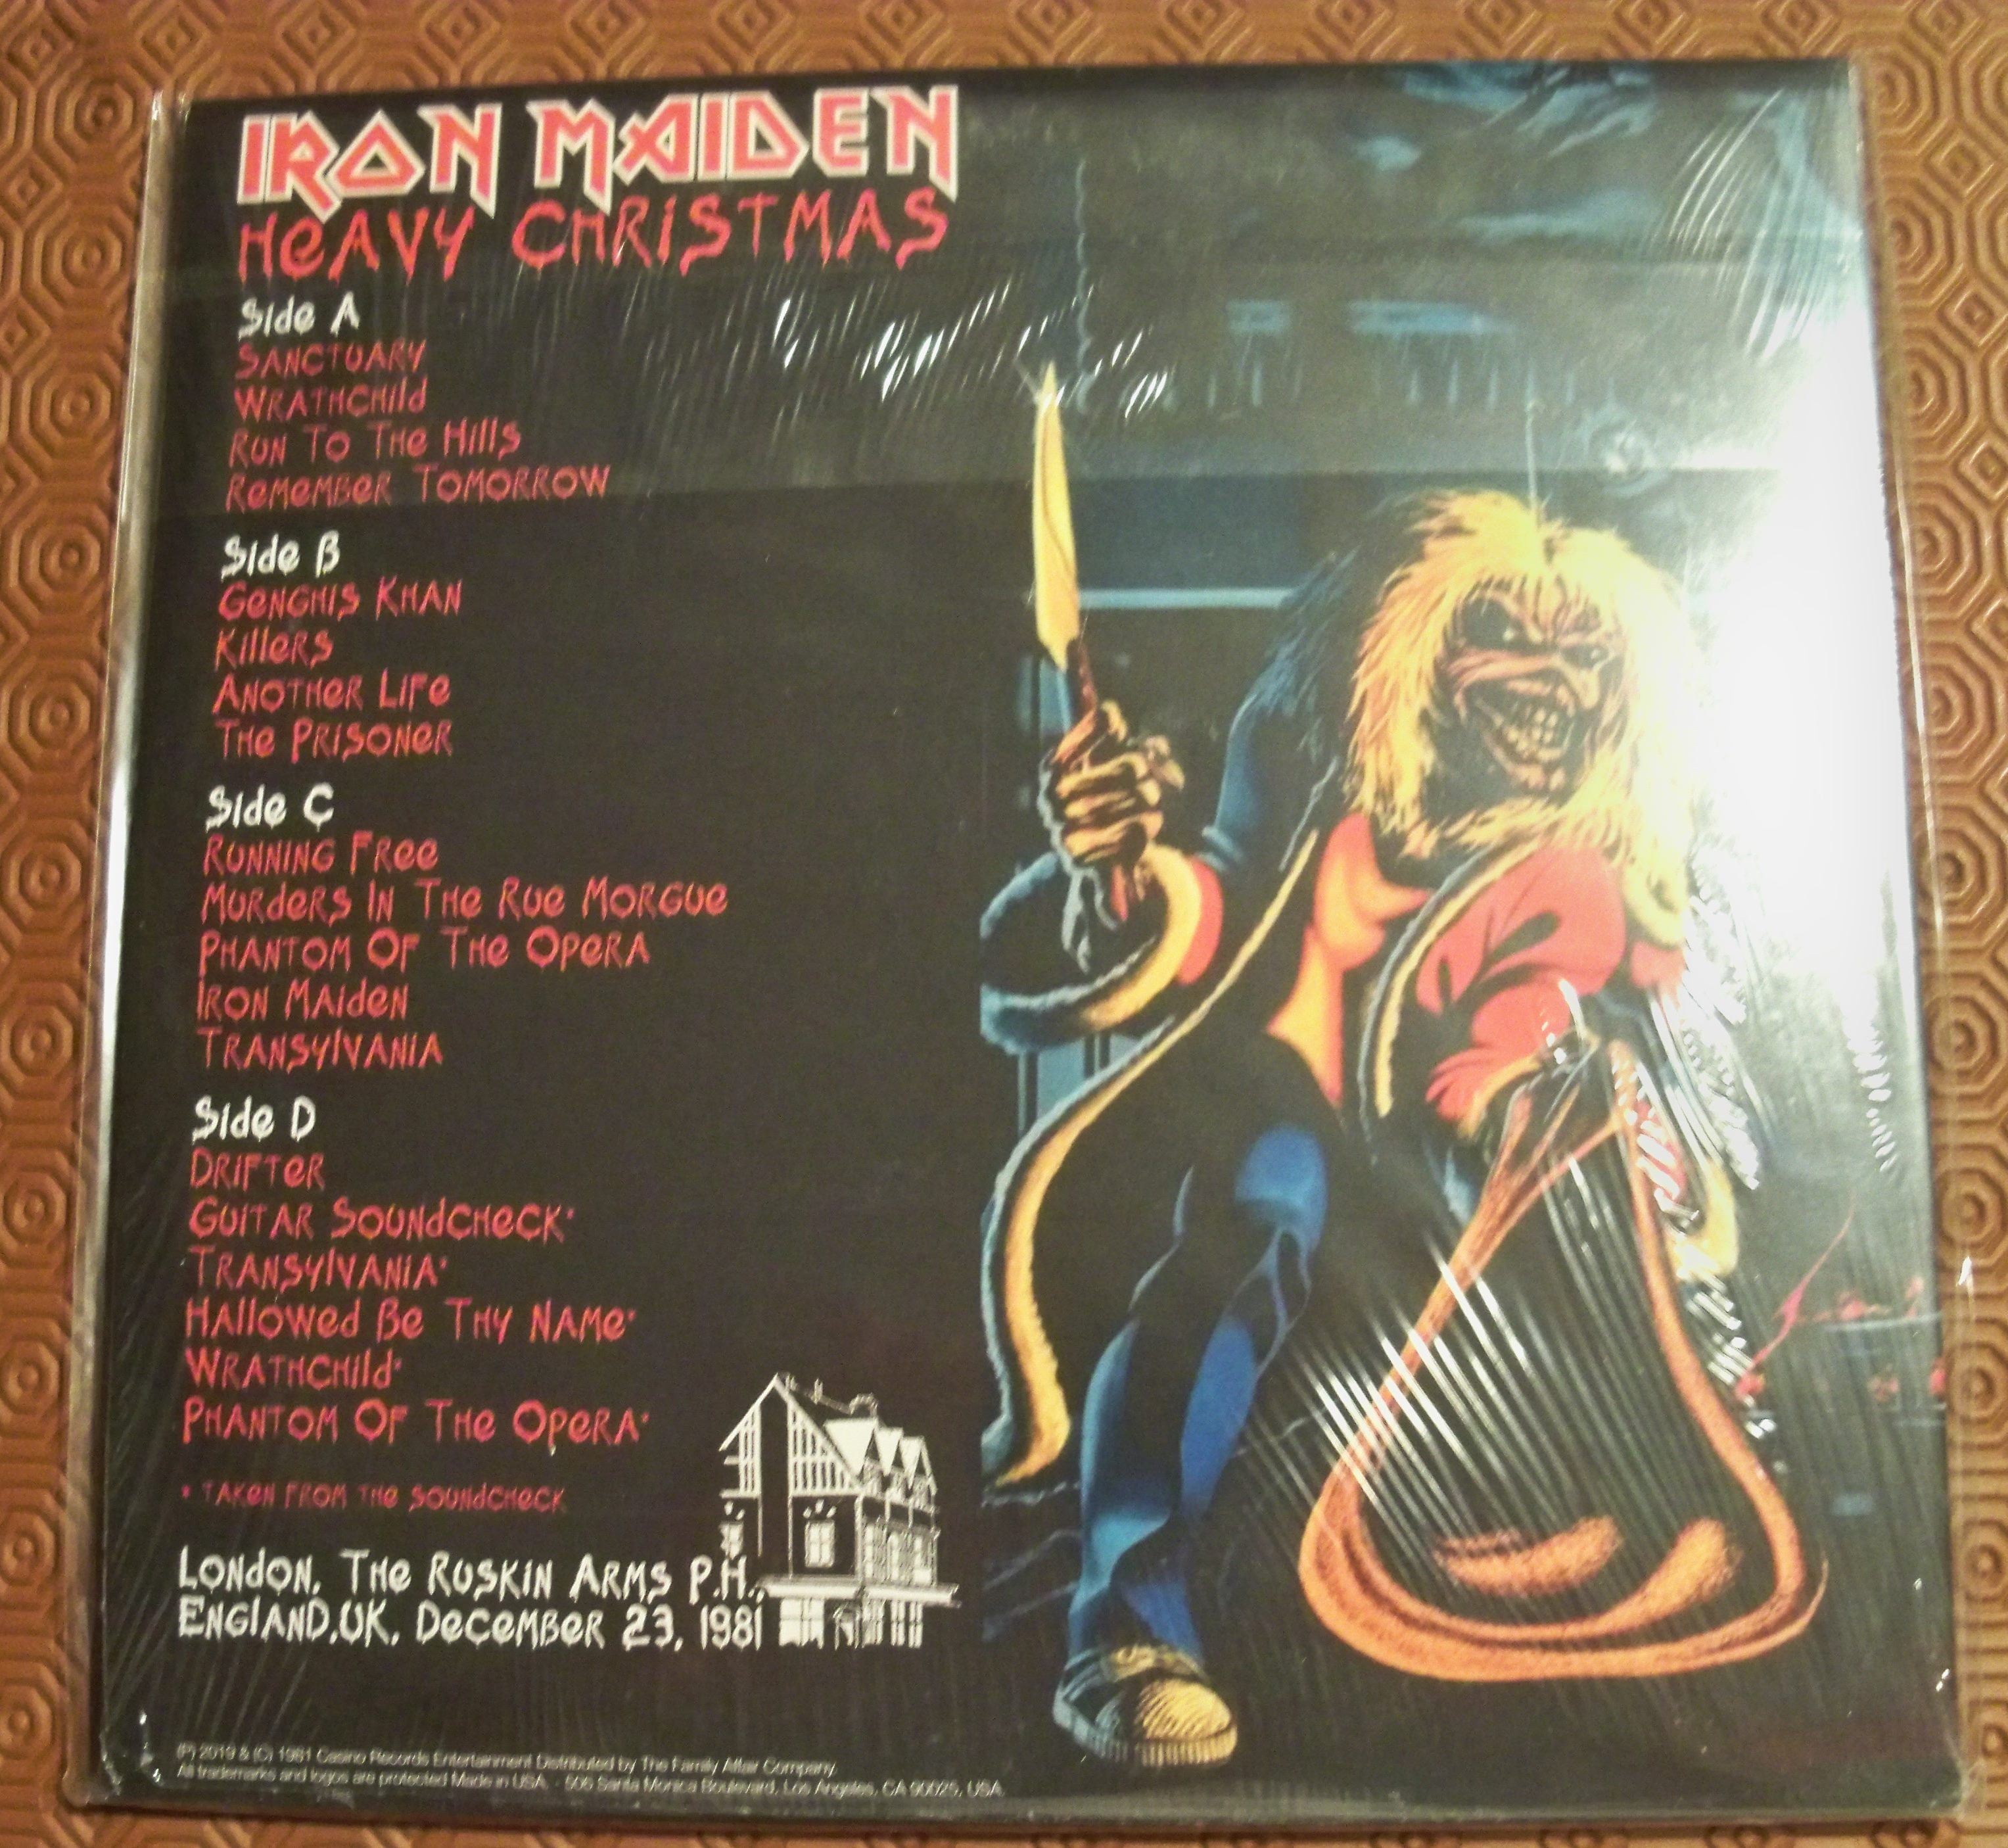 IRON MAIDEN
HEAVY CHRISTMAS
Side A
SANCTUARY
WRATHCHIld
RUN TO THE HIlls
REMEMBER TOMORROW
Side B
GENGHIS KHAN
KIllERS
ANOTHER LIFE
THE PRISONER
Side C
RUNNING FREE
MURdERS IN THE RUE MORGUE
PHANTOM OF THE OPERA
IRON MAIdEN
TRANSylVANIA
Side D
DRIFTER
GUITAR SOUNdCHECK*
TRANSylVANIA*
HAllOWEd BE THY NAME*
WRATHCHIld*
PHANTOM OF THE OPERA*
* TAKEN FROM THE SOUNdCHECK
LONdON, THE RUSKIN ARMS P.H.,
ENGlAND,UK, DECEMBER 23, 1981
(P) 2019 & (C) 1981 Casino Records Entertainment Distributed by The Family Affair Company.
All trademarks and logos are protected Made in USA - 506 Santa Monica Boulevard, Los Angeles, CA 90025, USA